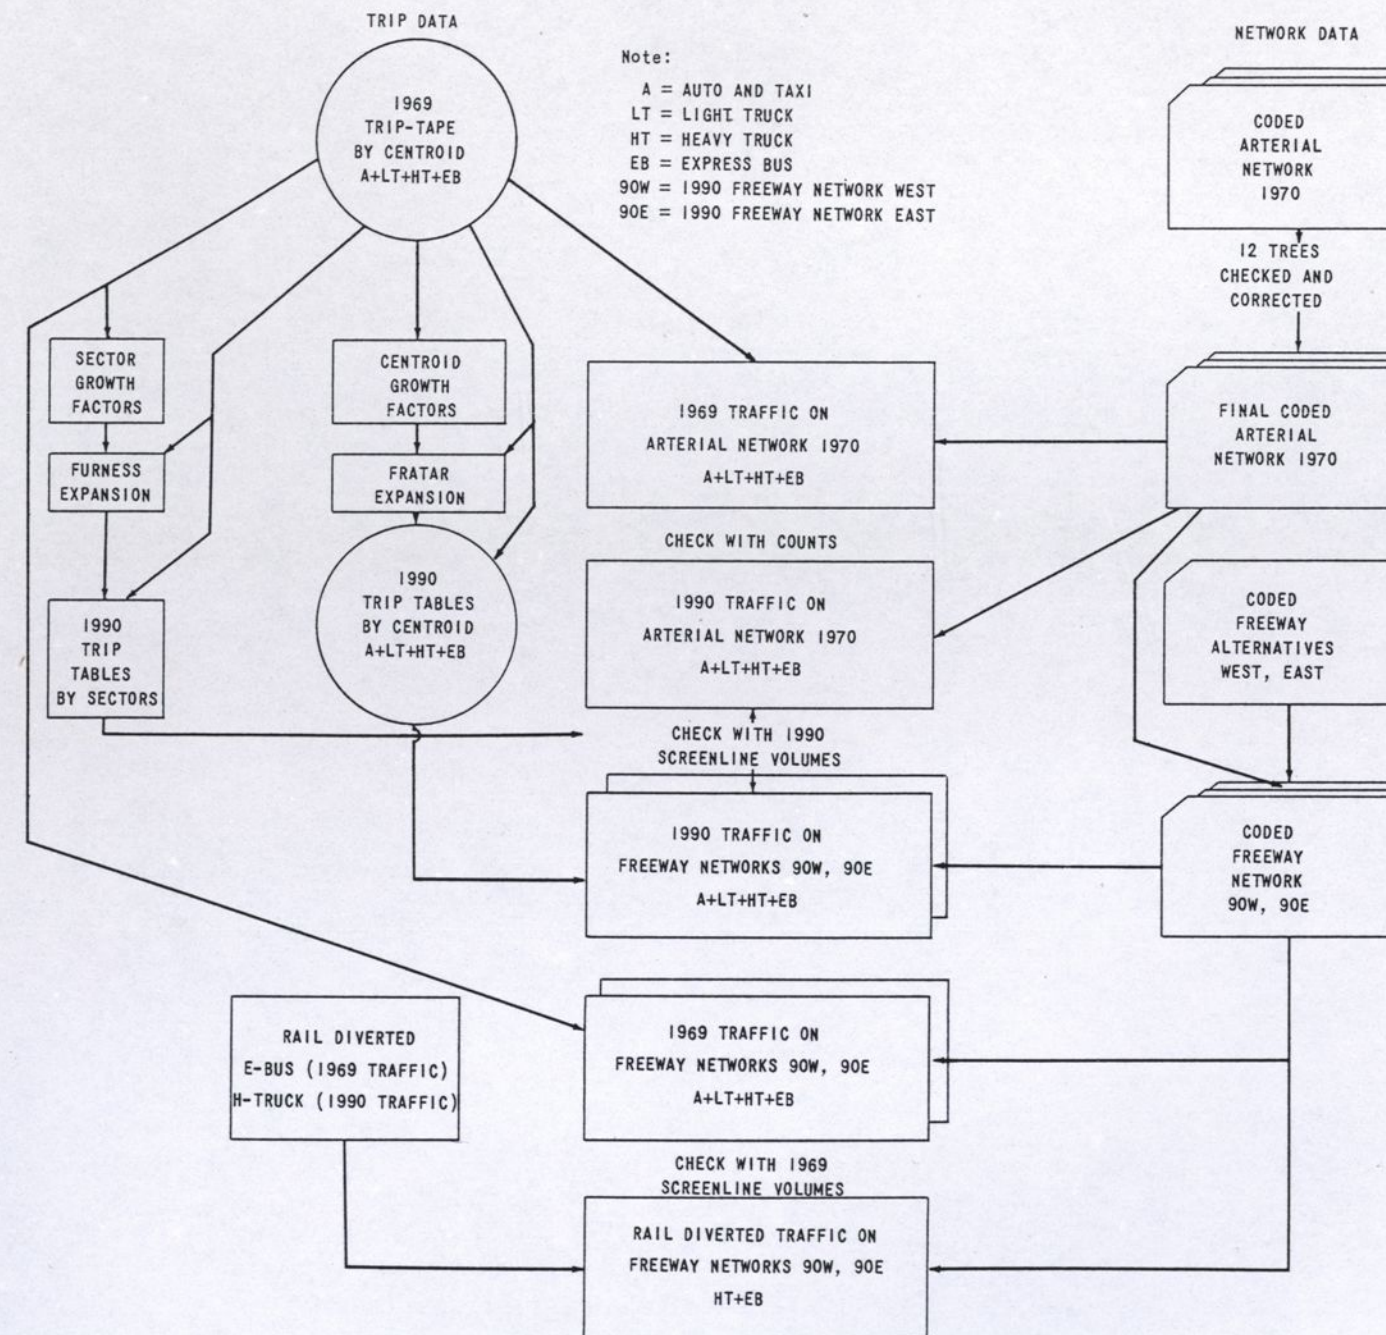 TRIP DATA
1969
TRIP-TAPE
BY CENTROID
A+LT+HT+EB
Note:
A = AUTO AND TAXI
LT = LIGHT TRUCK
HT = HEAVY TRUCK
EB = EXPRESS BUS
90W = 1990 FREEWAY NETWORK WEST
90E = 1990 FREEWAY NETWORK EAST
NETWORK DATA
CODED
ARTERIAL
NETWORK
1970
12 TREES
CHECKED AND
CORRECTED
SECTOR
GROWTH
FACTORS
CENTROID
GROWTH
FACTORS
1969 TRAFFIC ON
ARTERIAL NETWORK 1970
A+LT+HT+EB
FINAL CODED
ARTERIAL
NETWORK 1970
FURNESS
EXPANSION
FRATAR
EXPANSION
CHECK WITH COUNTS
1990
TRIP
TABLES
BY SECTORS
1990
TRIP TABLES
BY CENTROID
A+LT+HT+EB
1990 TRAFFIC ON
ARTERIAL NETWORK 1970
A+LT+HT+EB
CODED
FREEWAY
ALTERNATIVES
WEST, EAST
CHECK WITH 1990
SCREENLINE VOLUMES
1990 TRAFFIC ON
FREEWAY NETWORKS 90W, 90E
A+LT+HT+EB
CODED
FREEWAY
NETWORK
90W, 90E
RAIL DIVERTED
E-BUS (1969 TRAFFIC)
H-TRUCK (1990 TRAFFIC)
1969 TRAFFIC ON
FREEWAY NETWORKS 90W, 90E
A+LT+HT+EB
CHECK WITH 1969
SCREENLINE VOLUMES
RAIL DIVERTED TRAFFIC ON
FREEWAY NETWORKS 90W, 90E
HT+EB